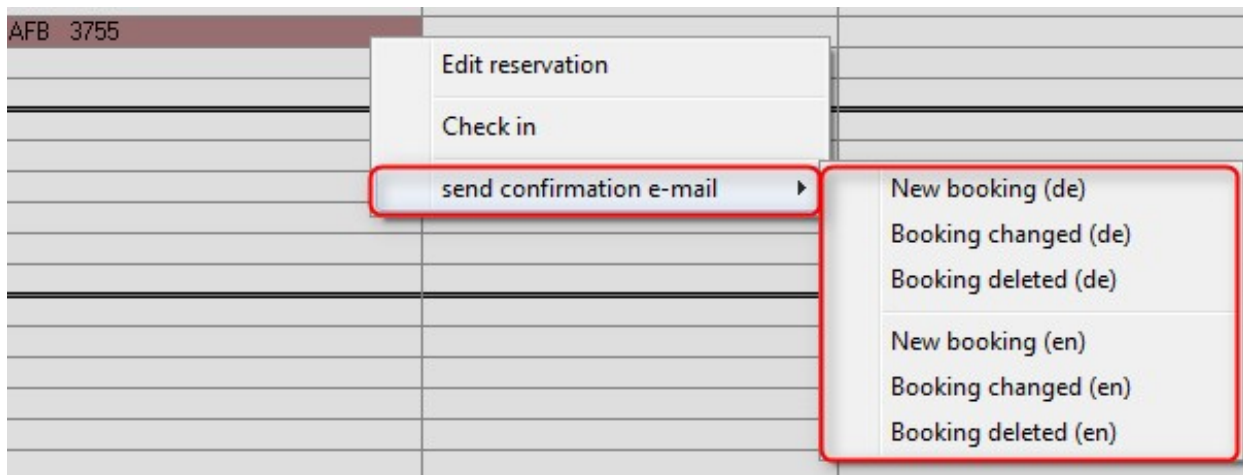 AFB 3755
Edit reservation
Check in
send confirmation e-mail
New booking (de)
Booking changed (de)
Booking deleted (de)
New booking (en)
Booking changed (en)
Booking deleted (en)